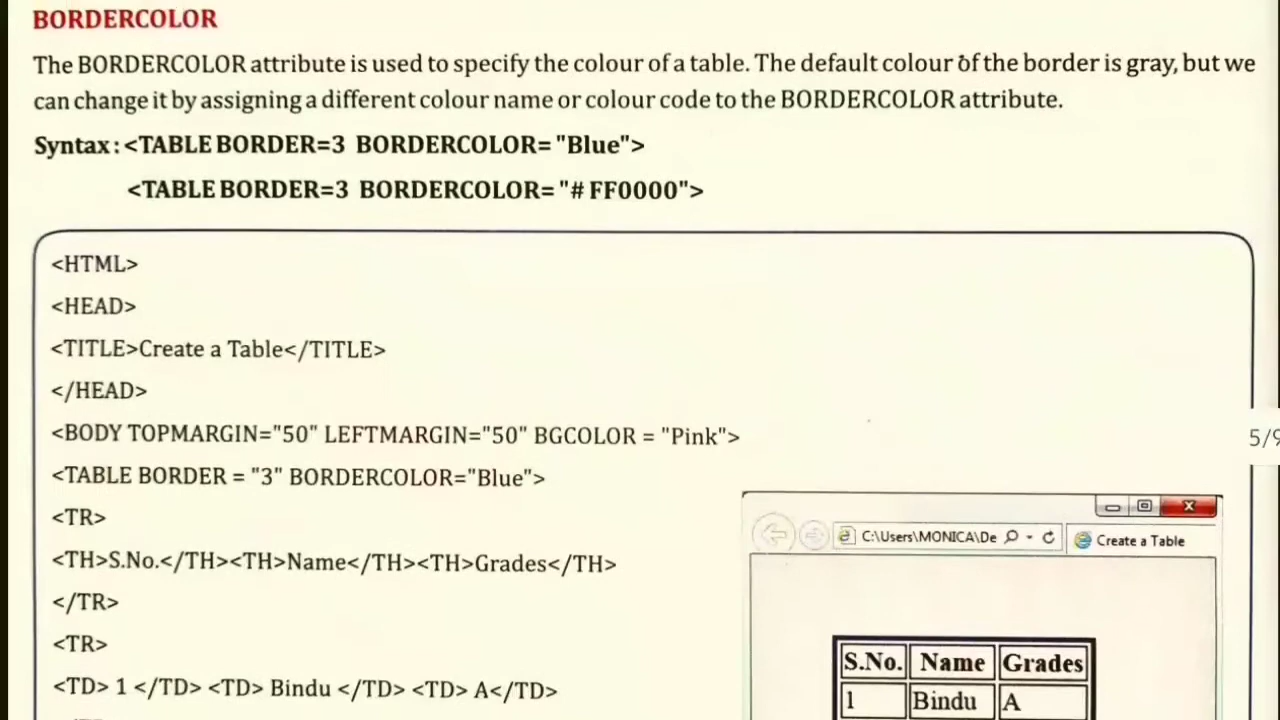 BORDERCOLOR
The BORDERCOLOR attribute is used to specify the colour of a table. The default colour of the border is gray, but we
can change it by assigning a different colour name or colour code to the BORDERCOLOR attribute.
Syntax : <TABLE BORDER=3 BORDERCOLOR= "Blue">
<TABLE BORDER=3 BORDERCOLOR= "# FF0000">
<HTML>
<HEAD>
<TITLE>Create a Table</TITLE>
</HEAD>
<BODY TOPMARGIN="50" LEFTMARGIN="50" BGCOLOR = "Pink">
<TABLE BORDER = "3" BORDERCOLOR="Blue">
<TR>
<TH>S.No.</TH><TH>Name</TH><TH>Grades</TH>
</TR>
<TR>
<TD> 1 </TD> <TD> Bindu </TD> <TD> A</TD>
5/9
C:\Users\MONICA\De
Create a Table
S.No. Name Grades
1 Bindu A